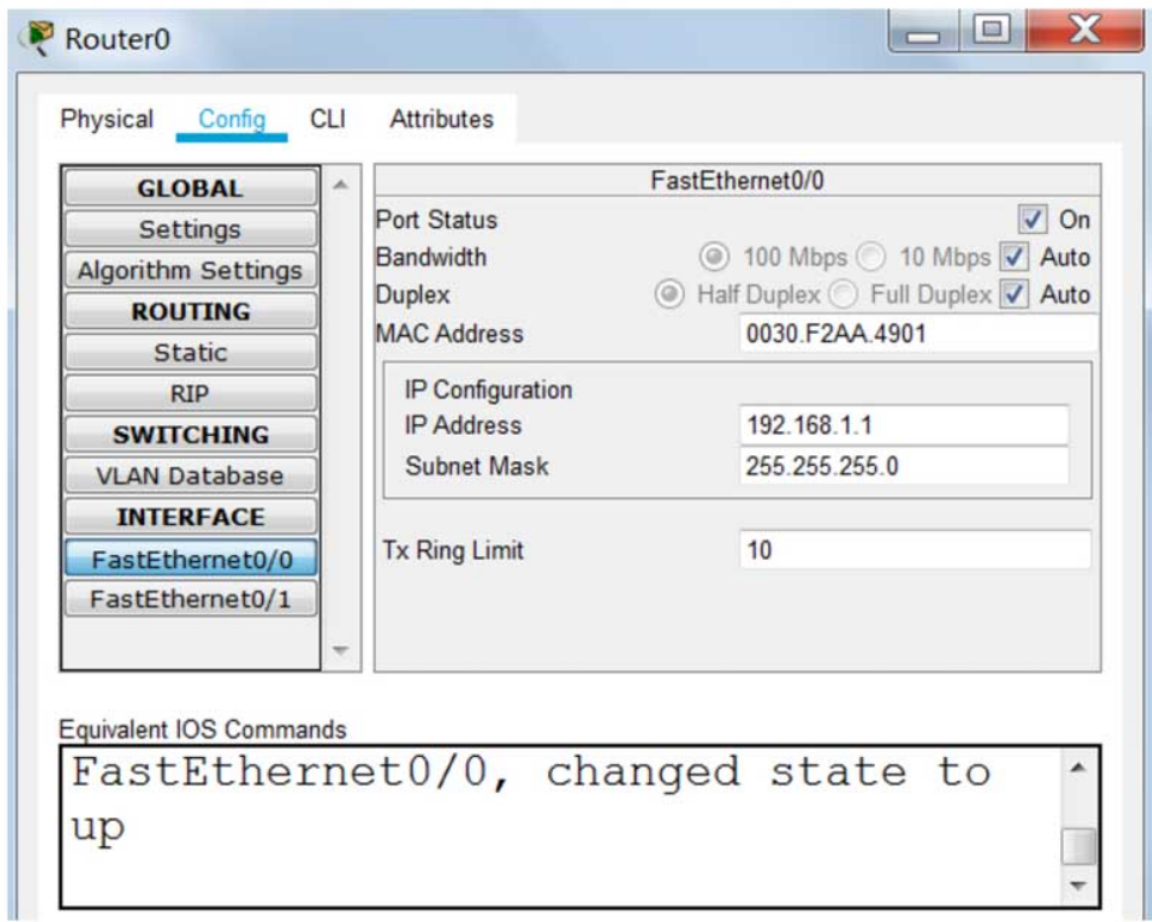 Router0
Physical Config CLI Attributes
GLOBAL
Settings
Algorithm Settings
ROUTING
Static
RIP
SWITCHING
VLAN Database
INTERFACE
FastEthernet0/0
FastEthernet0/1
FastEthernet0/0
Port Status On
Bandwidth 100 Mbps 10 Mbps Auto
Duplex Half Duplex Full Duplex Auto
MAC Address 0030.F2AA.4901
IP Configuration
IP Address 192.168.1.1
Subnet Mask 255.255.255.0
Tx Ring Limit 10
Equivalent IOS Commands
FastEthernet0/0, changed state to
up